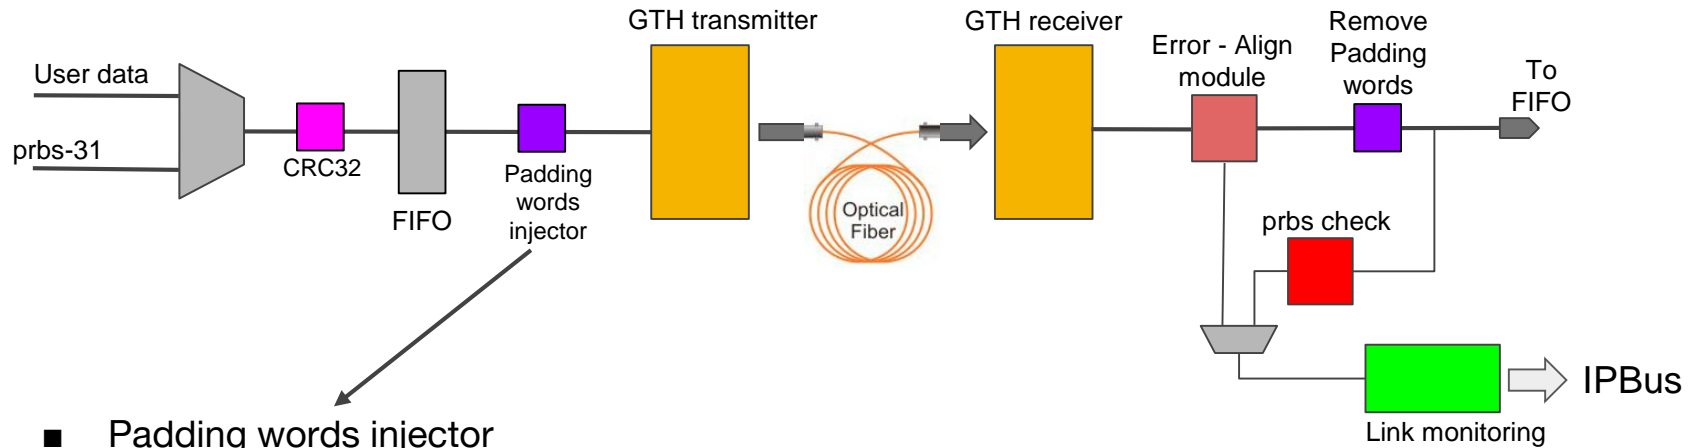 GTH transmitter
GTH receiver
Error - Align
module
Remove
Padding
words
To
FIFO
User data
prbs-31
CRC32
FIFO
Padding
words
injector
Optical
Fiber
prbs check
IPBus
Link monitoring
■ Padding words injector